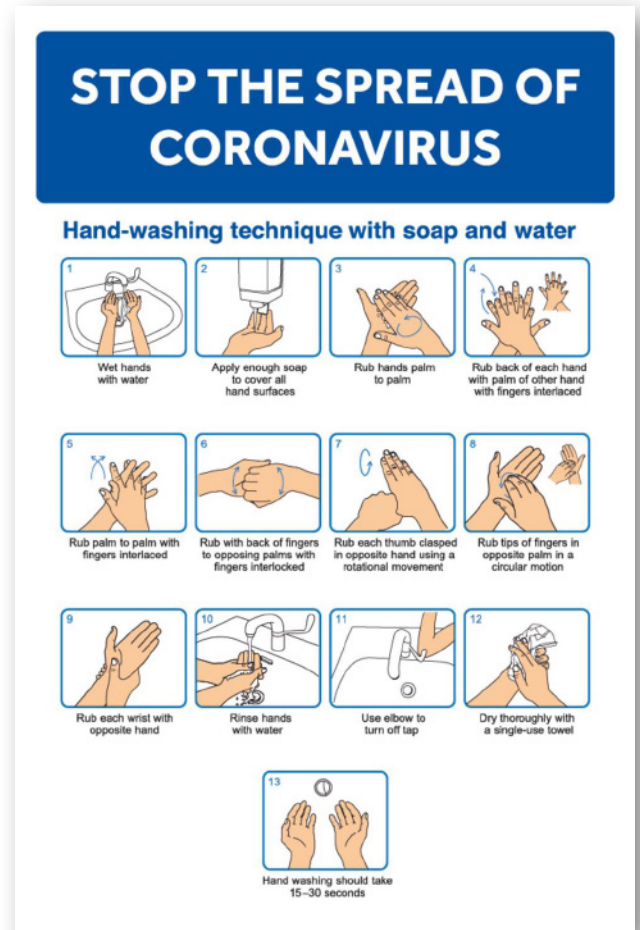 STOP THE SPREAD OF
CORONAVIRUS
Hand-washing technique with soap and water
1
Wet hands
with water
2
Apply enough soap
to cover all
hand surfaces
3
Rub hands palm
to palm
4
Rub back of each hand
with palm of other hand
with fingers interlaced
5
Rub palm to palm with
fingers interlaced
6
Rub with back of fingers
to opposing palms with
fingers interlocked
7
Rub each thumb clasped
in opposite hand using a
rotational movement
8
Rub tips of fingers in
opposite palm in a
circular motion
9
Rub each wrist with
opposite hand
10
Rinse hands
with water
11
Use elbow to
turn off tap
12
Dry thoroughly with
a single-use towel
13
Hand washing should take
15–30 seconds